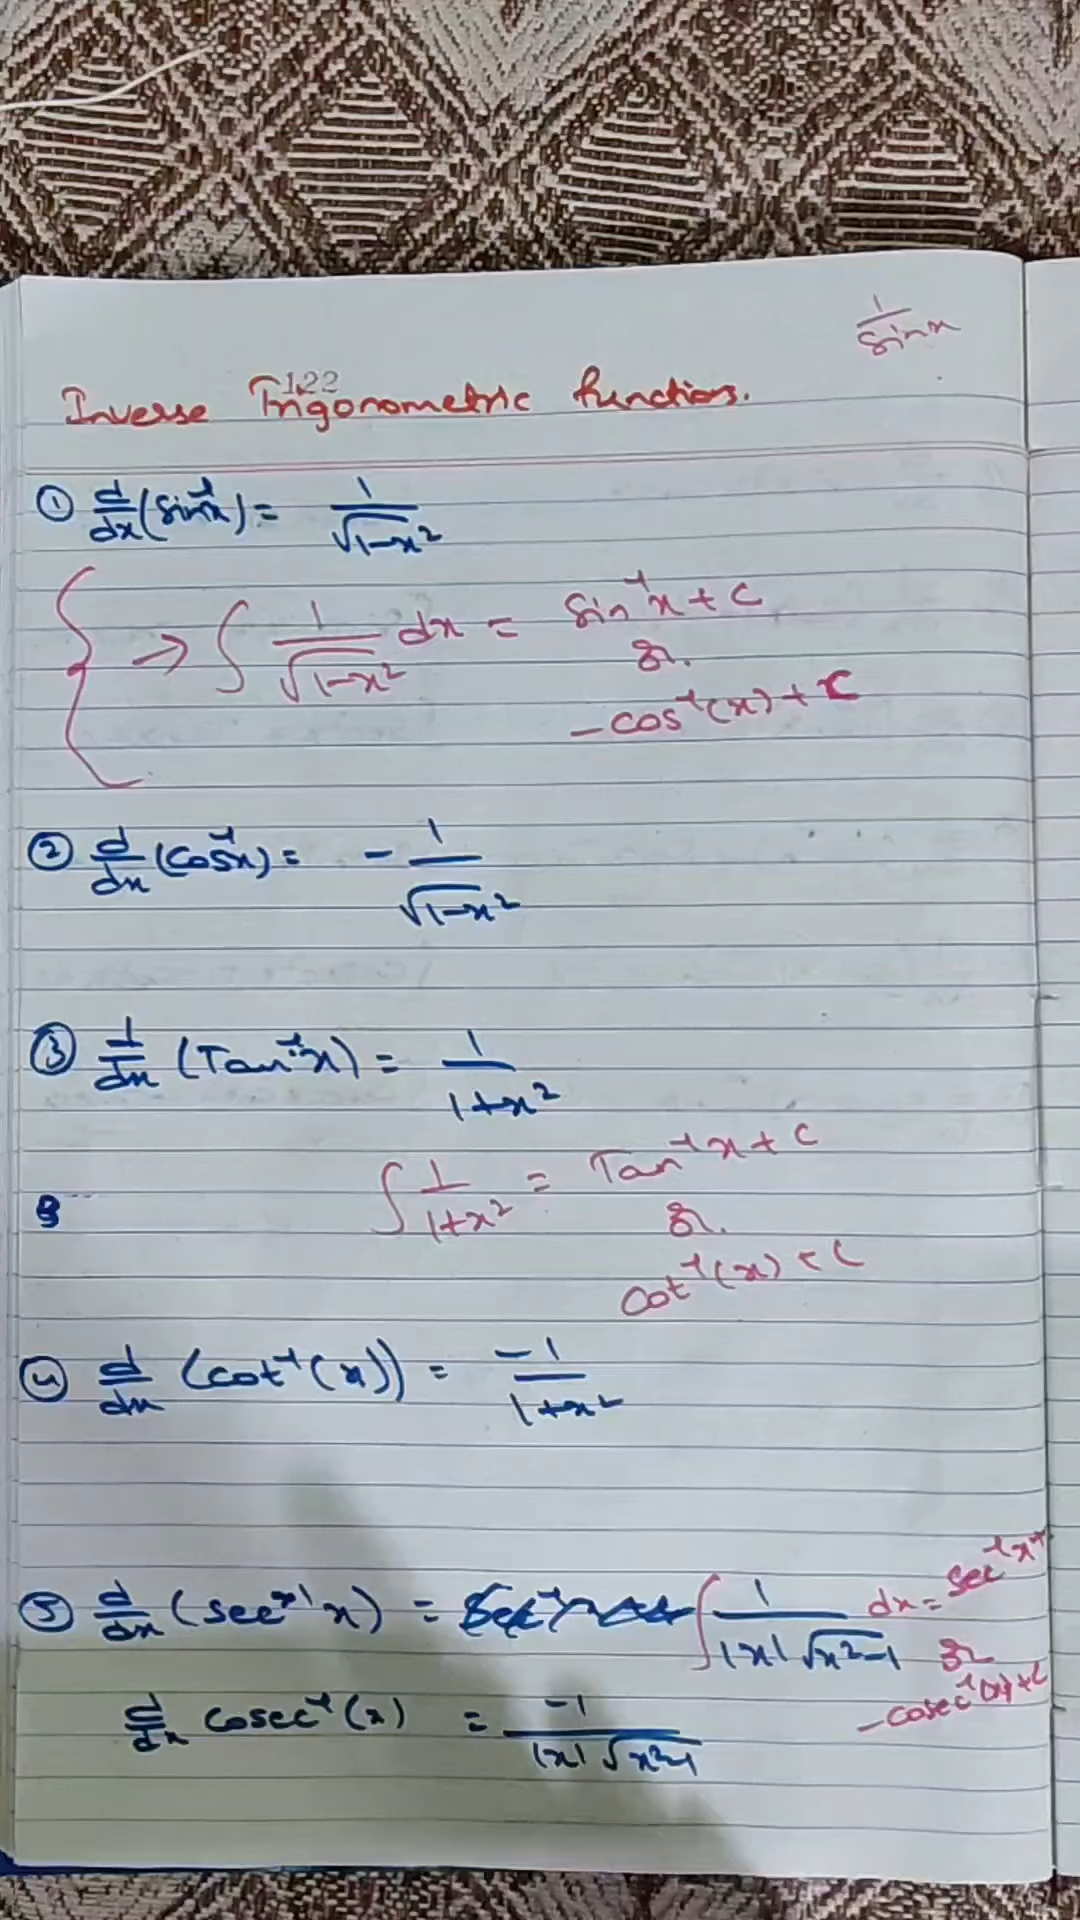 1/sinx
122
Inverse Trigonometric functions.
① d/dx (sin⁻¹x) = 1/√1-x²
→ ∫ 1/√1-x² dx = sin⁻¹x + c
or.
-cos⁻¹(x) + c
② d/dx (cos⁻¹x) = - 1/√1-x²
③ d/dx (Tan⁻¹x) = 1/1+x²
∫ 1/1+x² = Tan⁻¹x + c
or.
cot⁻¹(x) + c
④ d/dx (cot⁻¹(x)) = -1/1+x²
⑤ d/dx (sec⁻¹x) = ∫ 1/|x|√x²-1 dx = sec⁻¹x+
or
-cosec⁻¹(x)+c
d/dx cosec⁻¹(x) = -1/|x|√x²-1